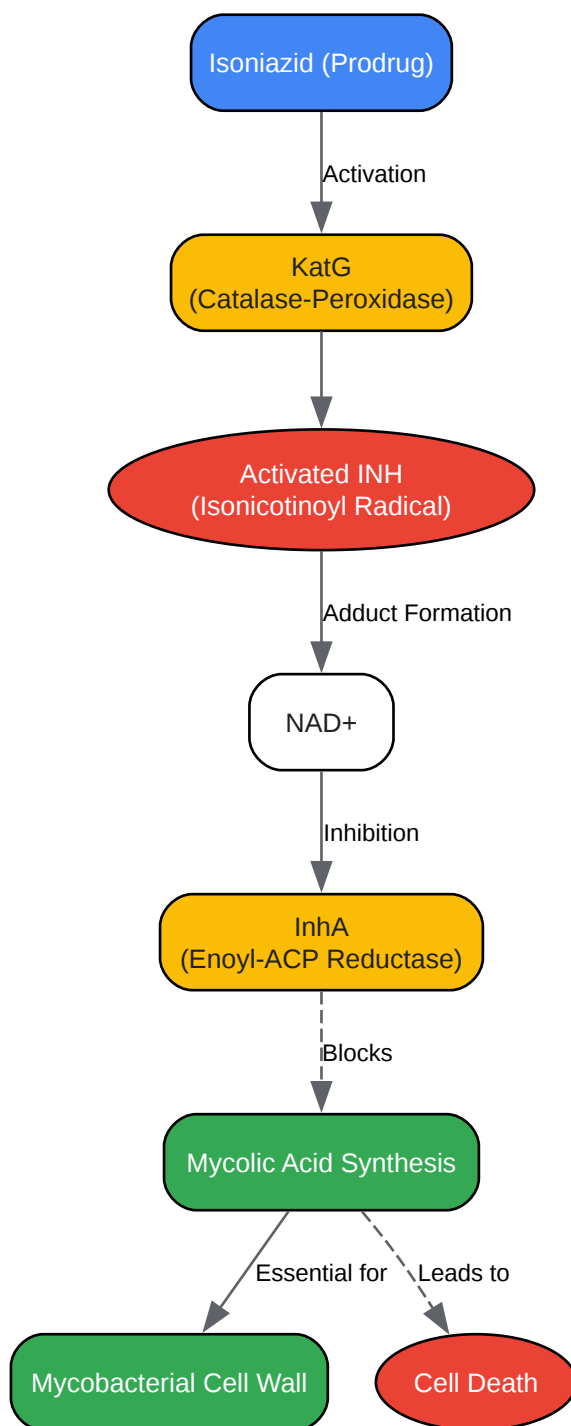 Isoniazid (Prodrug)
Activation
KatG
(Catalase-Peroxidase)
Activated INH
(Isonicotinoyl Radical)
Adduct Formation
NAD+
Inhibition
InhA
(Enoyl-ACP Reductase)
Blocks
Mycolic Acid Synthesis
Essential for
Leads to
Mycobacterial Cell Wall
Cell Death